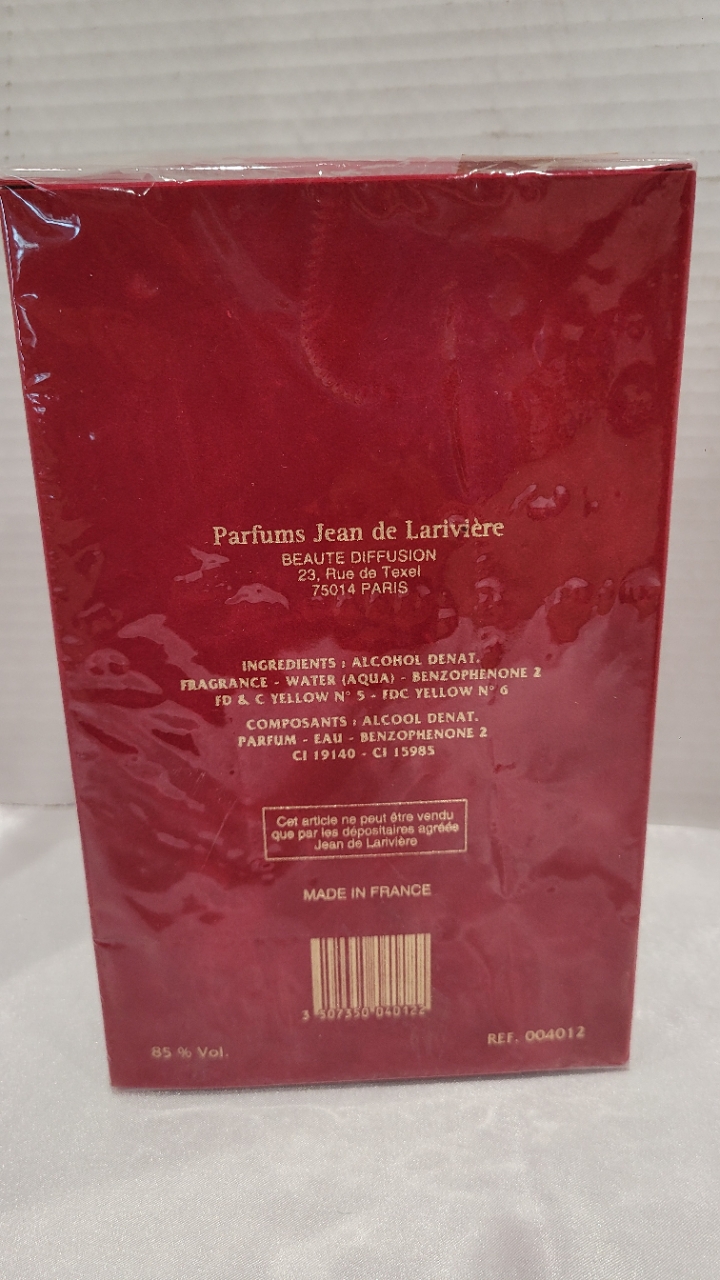 Parfums Jean de Larivière
BEAUTE DIFFUSION
23, Rue de Texel
75014 PARIS
INGREDIENTS : ALCOHOL DENAT.
FRAGRANCE - WATER (AQUA) - BENZOPHENONE 2
FD & C YELLOW N° 5 - FDC YELLOW N° 6
COMPOSANTS : ALCOOL DENAT.
PARFUM - EAU - BENZOPHENONE 2
CI 19140 - CI 15985
Cet article ne peut être vendu
que par les dépositaires agréée
Jean de Larivière
MADE IN FRANCE
3 507350 040122
85 % Vol.
REF. 004012